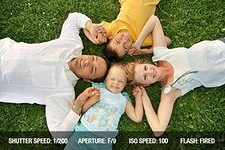 SHUTTER SPEED: 1/200 APERTURE: F/9 ISO SPEED: 100 FLASH: FIRED